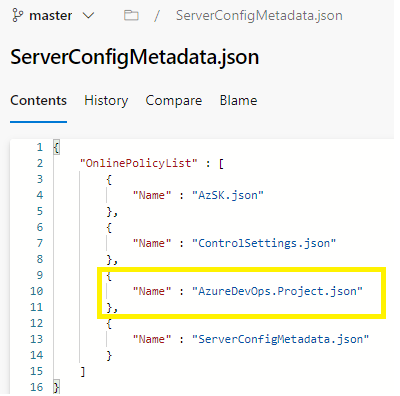 master / ServerConfigMetadata.json
ServerConfigMetadata.json
Contents History Compare Blame
1 {
2 "OnlinePolicyList" : [
3 {
4 "Name" : "AzSK.json"
5 },
6 {
7 "Name" : "ControlSettings.json"
8 },
9 {
10 "Name" : "AzureDevOps.Project.json"
11 },
12 {
13 "Name" : "ServerConfigMetadata.json"
14 }
15 ]
16 }